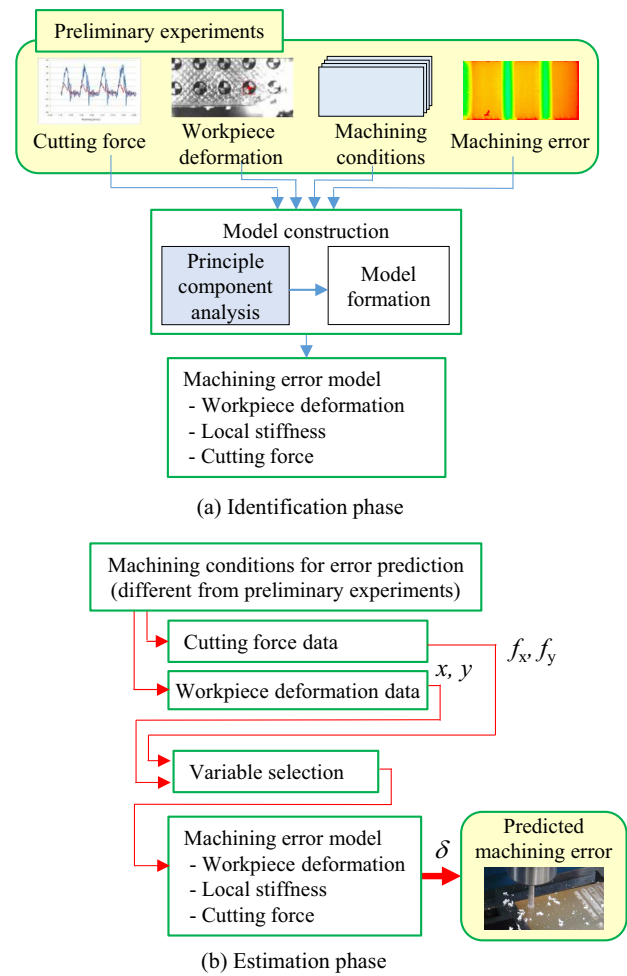 Preliminary experiments
Cutting force
Workpiece
deformation
Machining
conditions
Machining error
Model construction
Principle
component
analysis
Model
formation
Machining error model
- Workpiece deformation
- Local stiffness
- Cutting force
(a) Identification phase
Machining conditions for error prediction
(different from preliminary experiments)
Cutting force data
fx, fy
x, y
Workpiece deformation data
Variable selection
Machining error model
- Workpiece deformation
- Local stiffness
- Cutting force
δ
Predicted
machining error
(b) Estimation phase